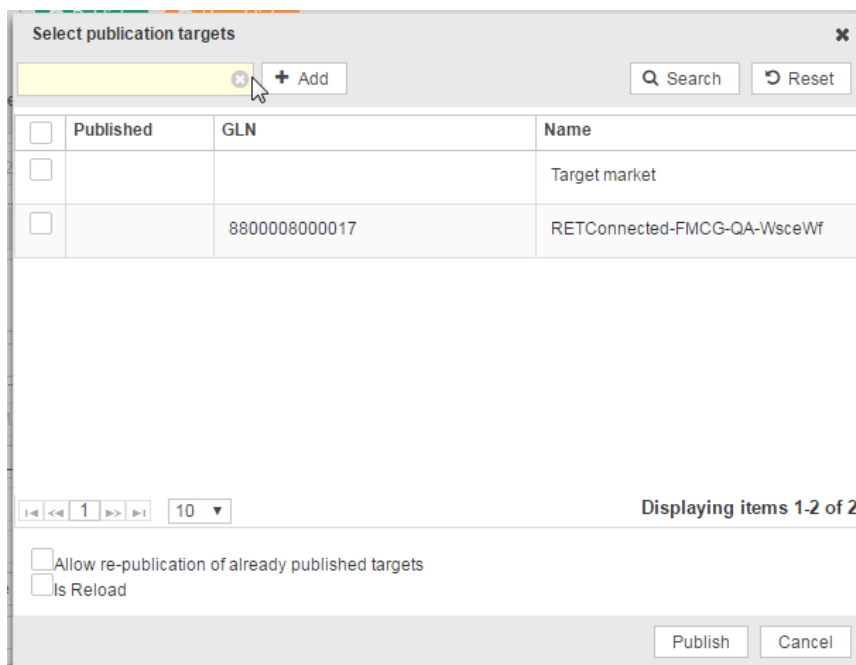 Select publication targets
Add
Search
Reset
Published GLN Name
Target market
8800008000017 RETConnected-FMCG-QA-WsceWf
1 10 Displaying items 1-2 of 2
Allow re-publication of already published targets
Is Reload
Publish Cancel